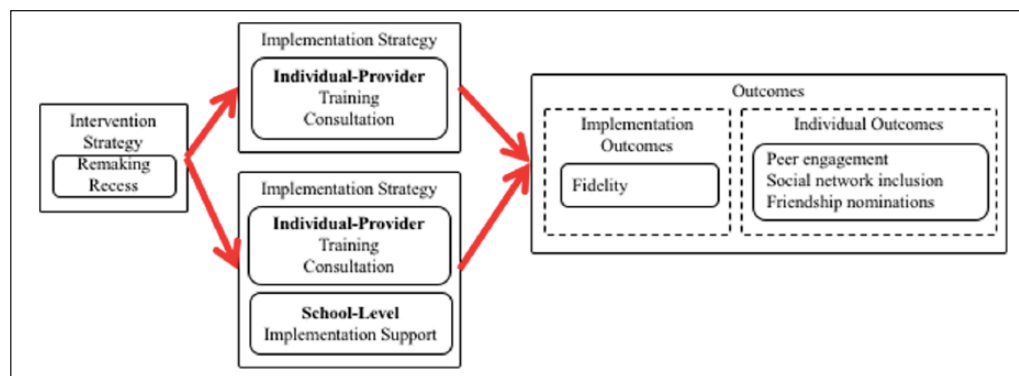 Intervention
Strategy
Remaking
Recess
Implementation Strategy
Individual-Provider
Training
Consultation
Implementation Strategy
Individual-Provider
Training
Consultation
School-Level
Implementation Support
Outcomes
Implementation
Outcomes
Fidelity
Individual Outcomes
Peer engagement
Social network inclusion
Friendship nominations